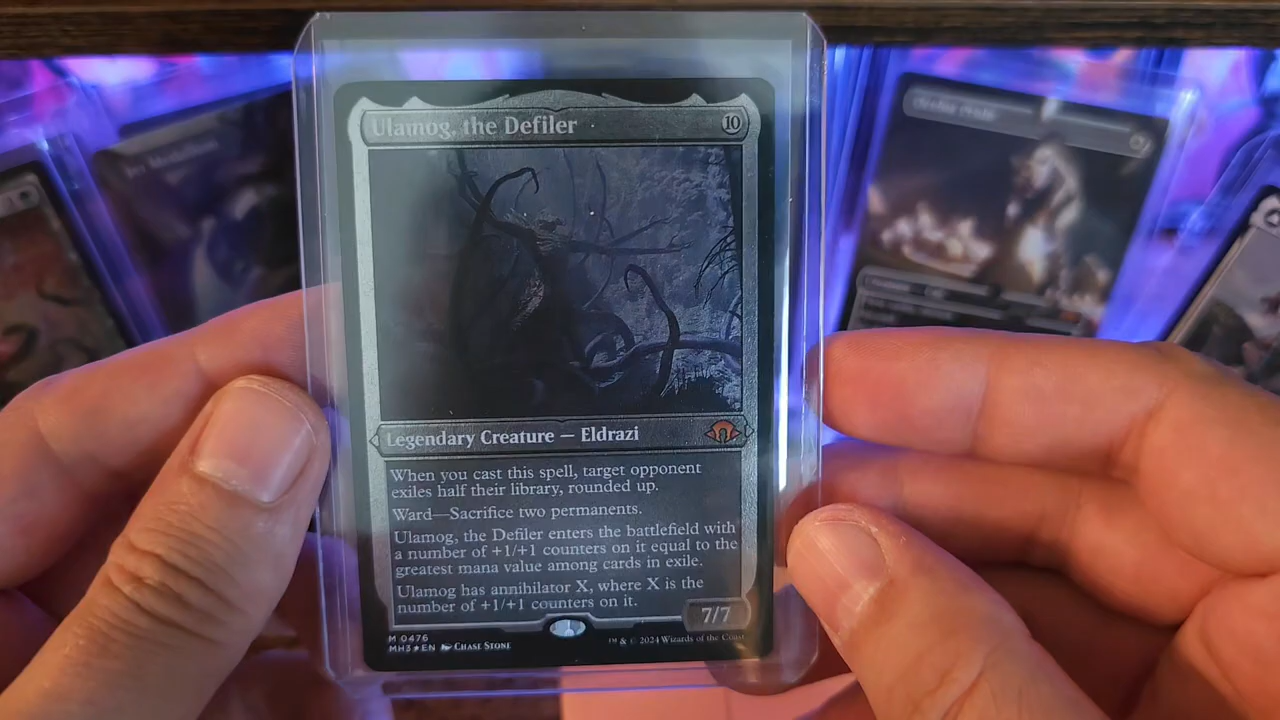 Ulamog, the Defiler 10
Legendary Creature — Eldrazi
When you cast this spell, target opponent
exiles half their library, rounded up.
Ward—Sacrifice two permanents.
Ulamog, the Defiler enters the battlefield with
a number of +1/+1 counters on it equal to the
greatest mana value among cards in exile.
Ulamog has annihilator X, where X is the
number of +1/+1 counters on it.
7/7
M 0476
MH3★EN Chase Stone
™ & © 2024 Wizards of the Coast
Jet Medallion